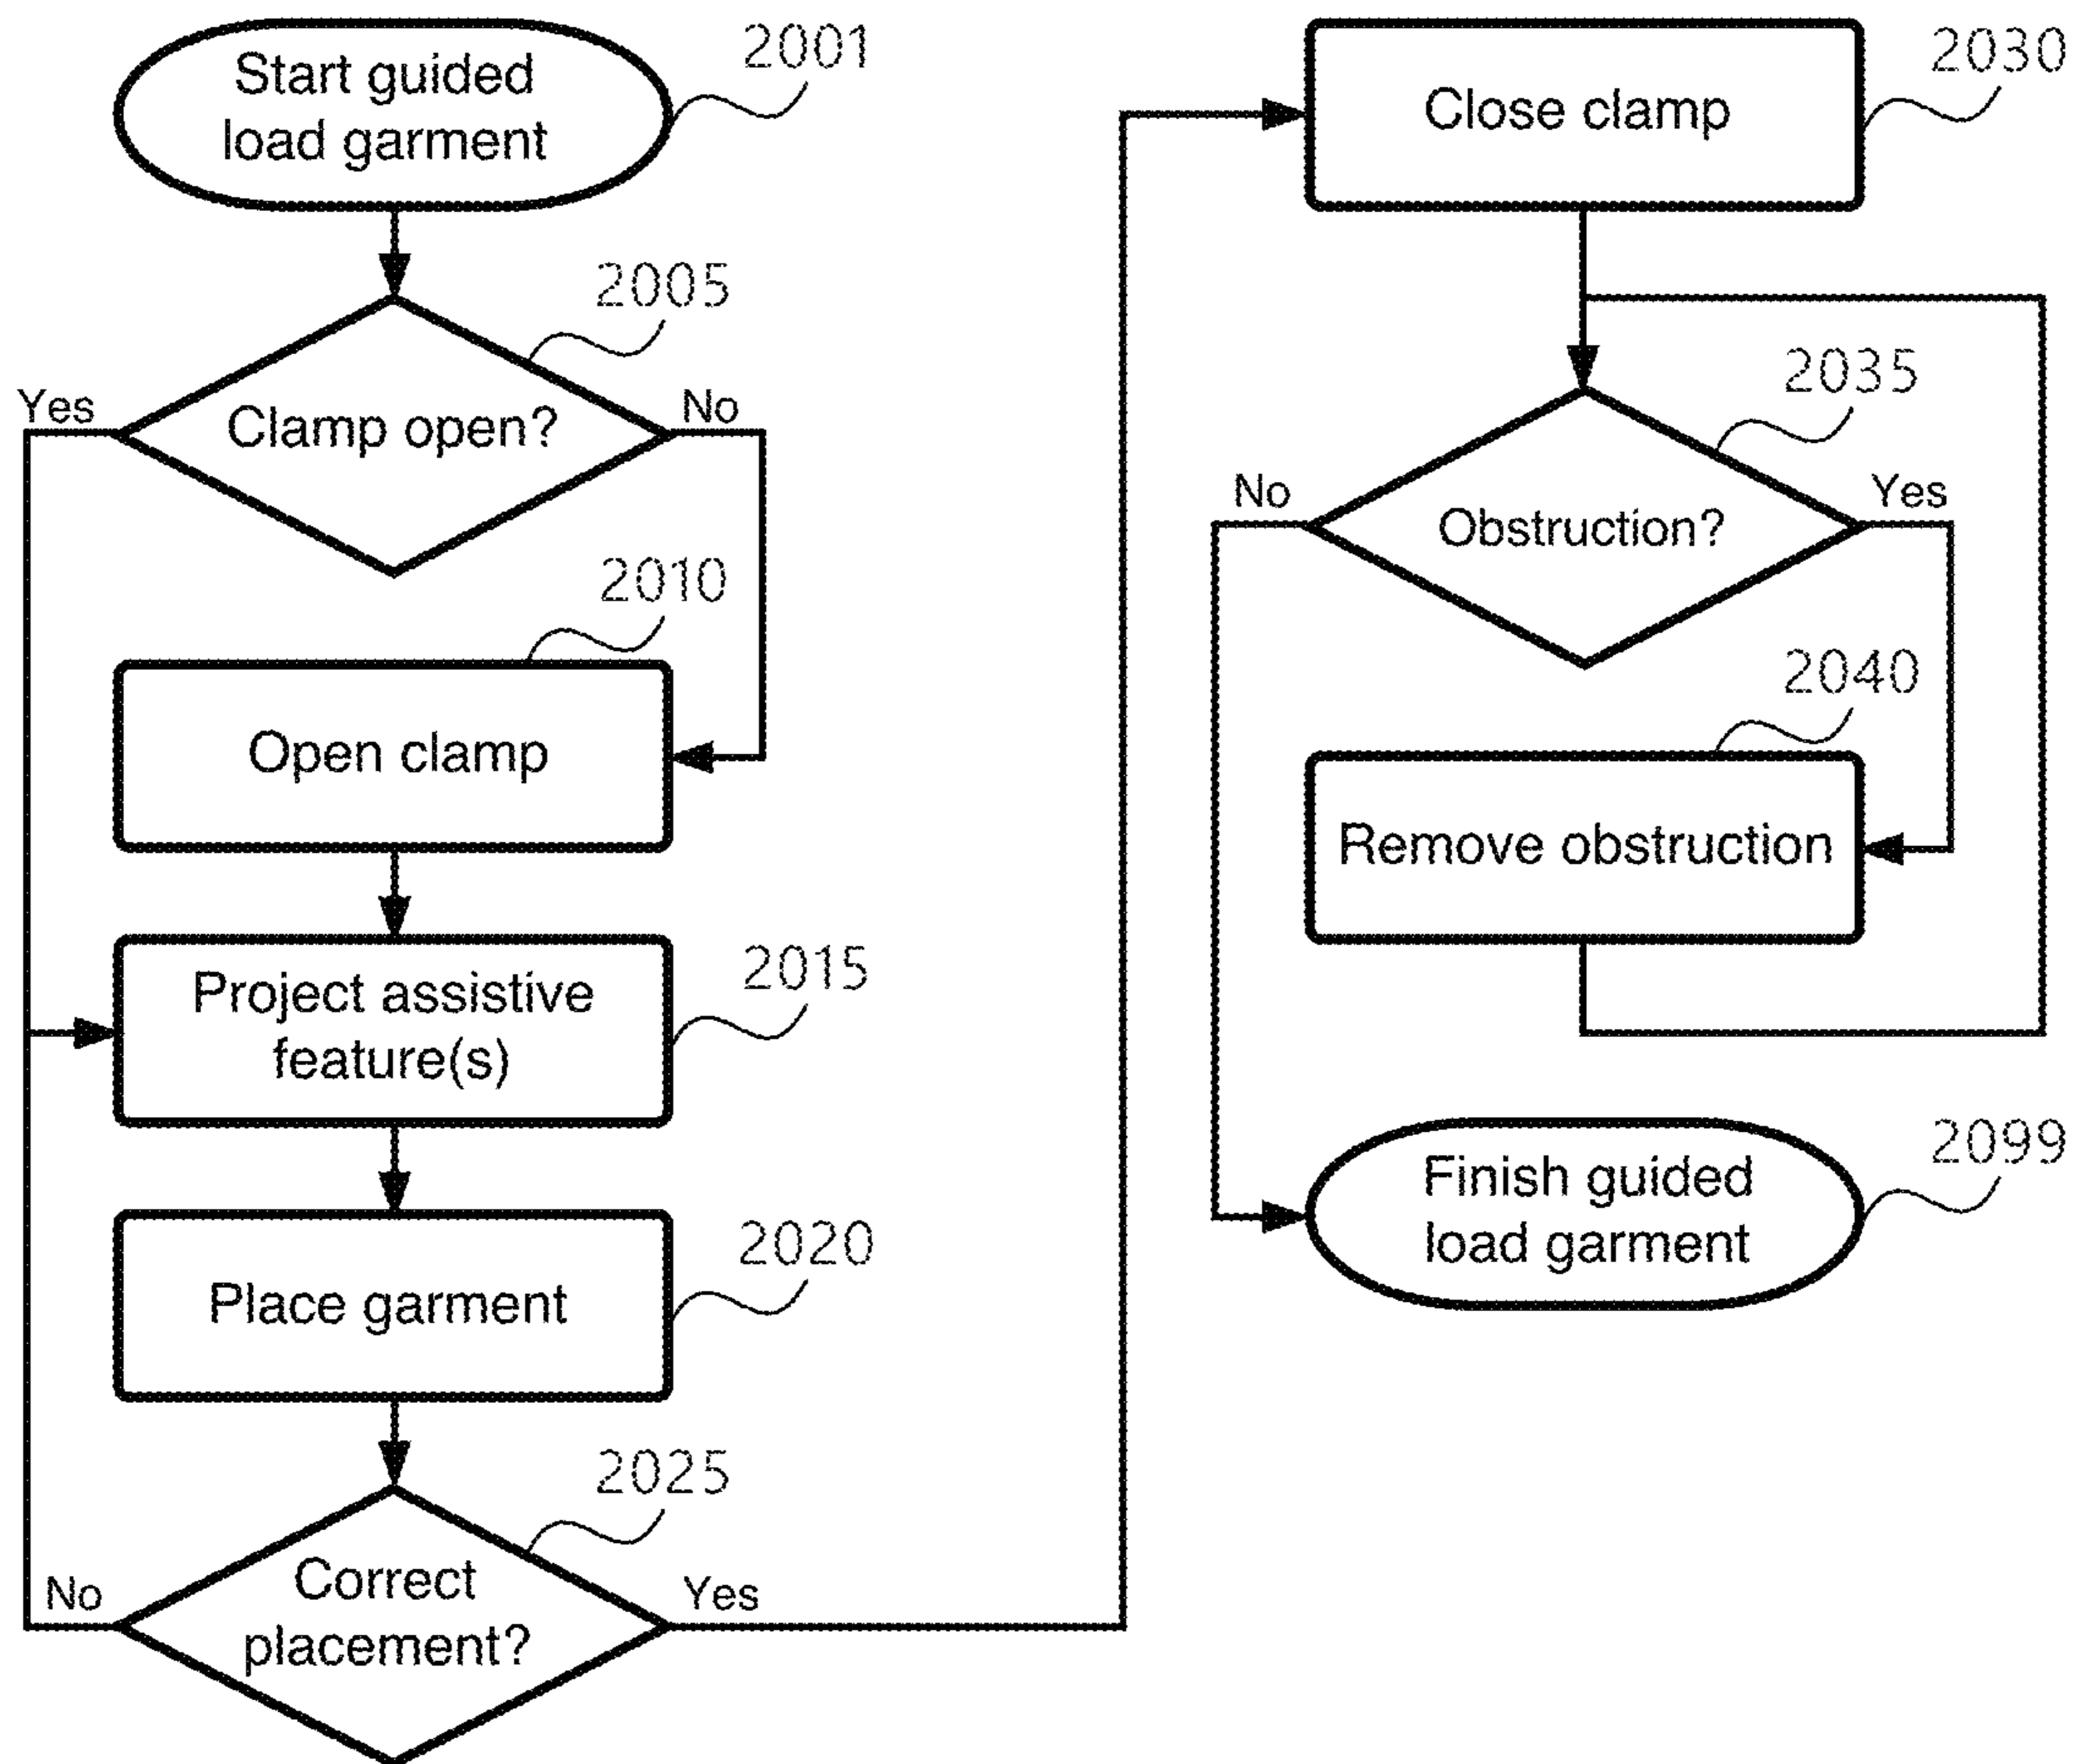 Start guided
load garment
2001
2005
Yes
Clamp open?
No
2010
Open clamp
Project assistive
feature(s)
2015
Place garment
2020
2025
No
Correct
placement?
Yes
Close clamp
2030
2035
No
Obstruction?
Yes
2040
Remove obstruction
Finish guided
load garment
2099